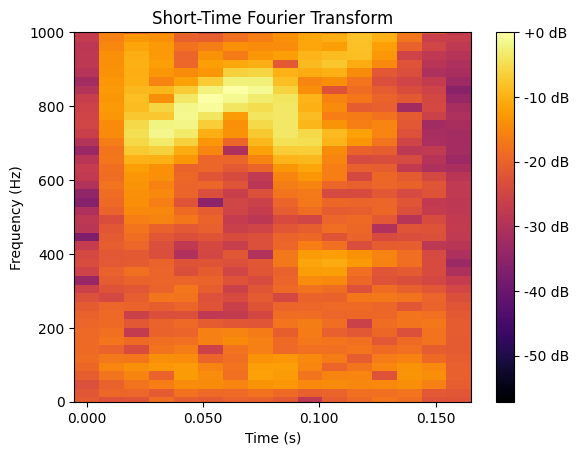 Short-Time Fourier Transform
1000
800
600
400
200
0
Frequency (Hz)
0.000
0.050
0.100
0.150
Time (s)
+0 dB
-10 dB
-20 dB
-30 dB
-40 dB
-50 dB